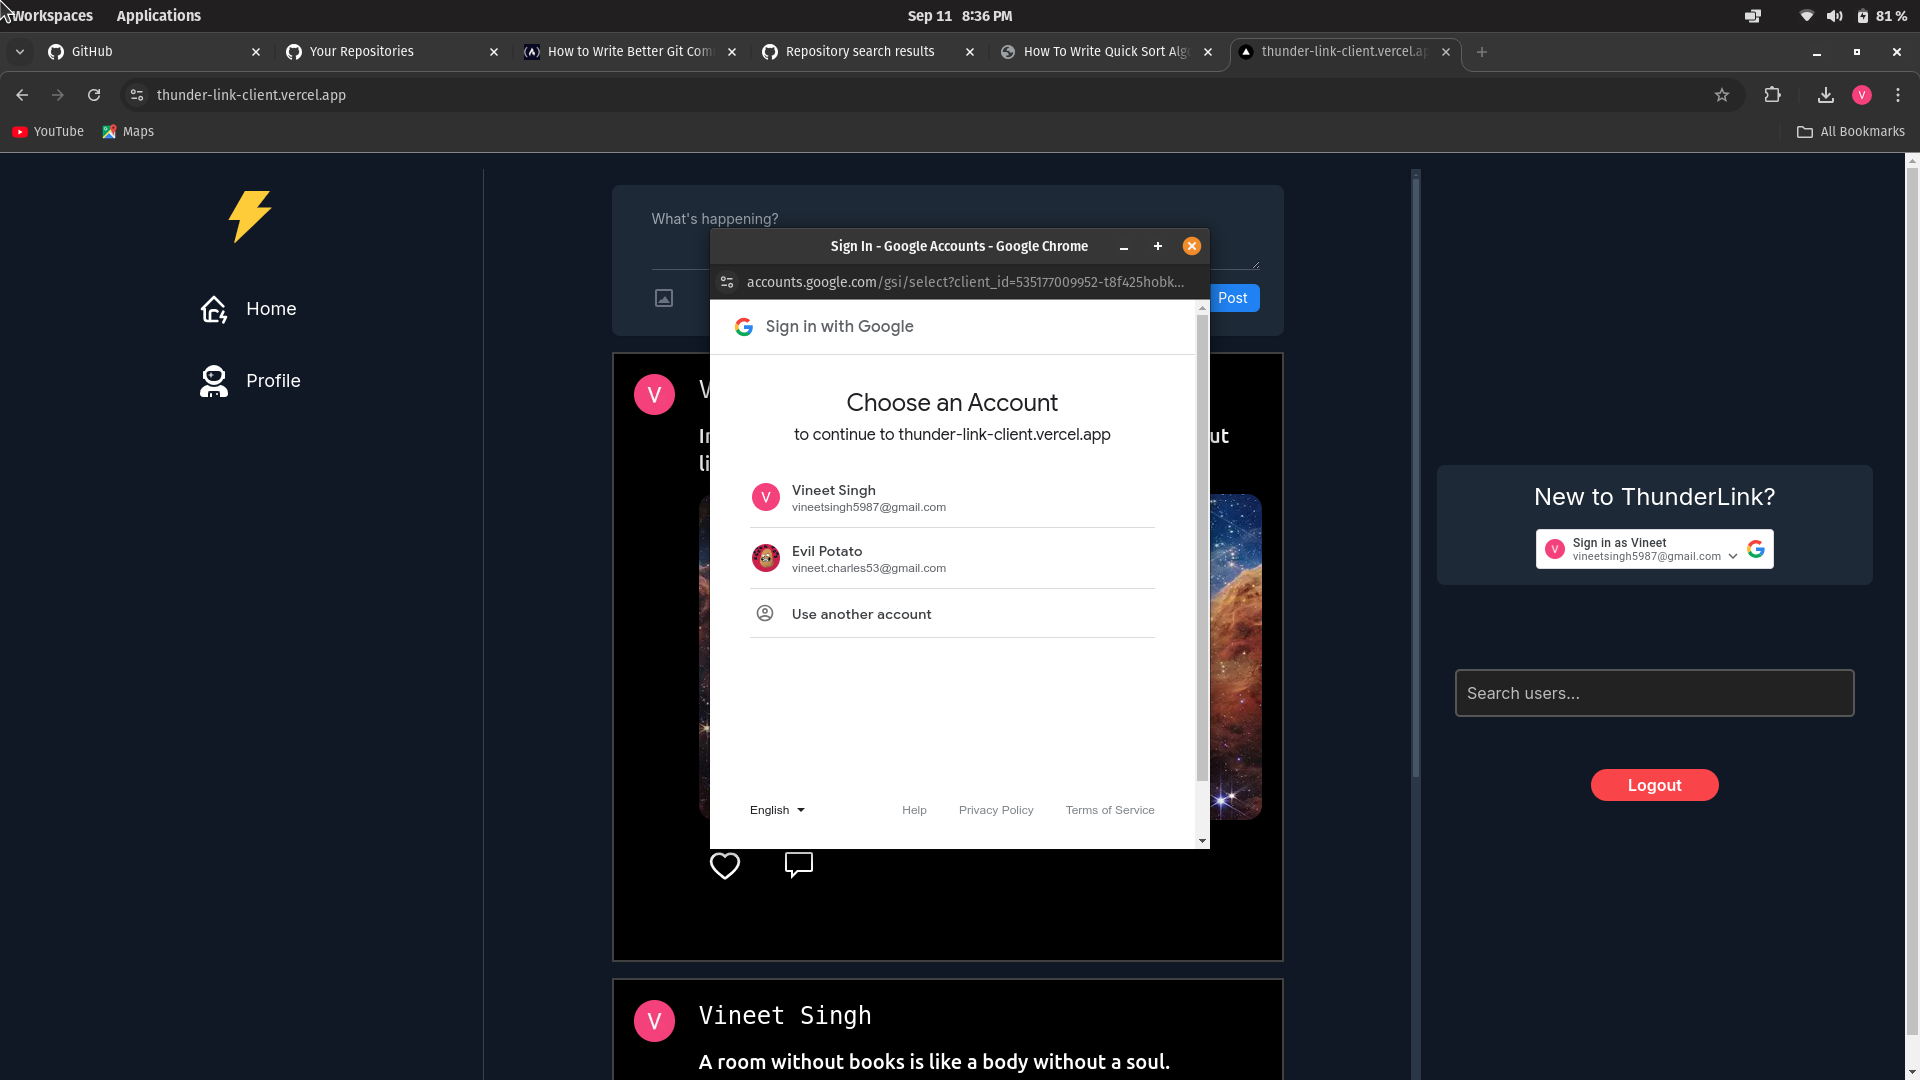 Workspaces Applications Sep 11 8:36 PM 81 %
GitHub Your Repositories How to Write Better Git Com Repository search results How To Write Quick Sort Alg thunder-link-client.vercel.ap
thunder-link-client.vercel.app V
YouTube Maps All Bookmarks
Home
Profile
What's happening?
Post
V V
In ut
li
Sign In - Google Accounts - Google Chrome
accounts.google.com/gsi/select?client_id=535177009952-t8f425hobk...
Sign in with Google
Choose an Account
to continue to thunder-link-client.vercel.app
V Vineet Singh
vineetsingh5987@gmail.com
Evil Potato
vineet.charles53@gmail.com
Use another account
English Help Privacy Policy Terms of Service
V Vineet Singh
A room without books is like a body without a soul.
New to ThunderLink?
V Sign in as Vineet
vineetsingh5987@gmail.com
Search users...
Logout